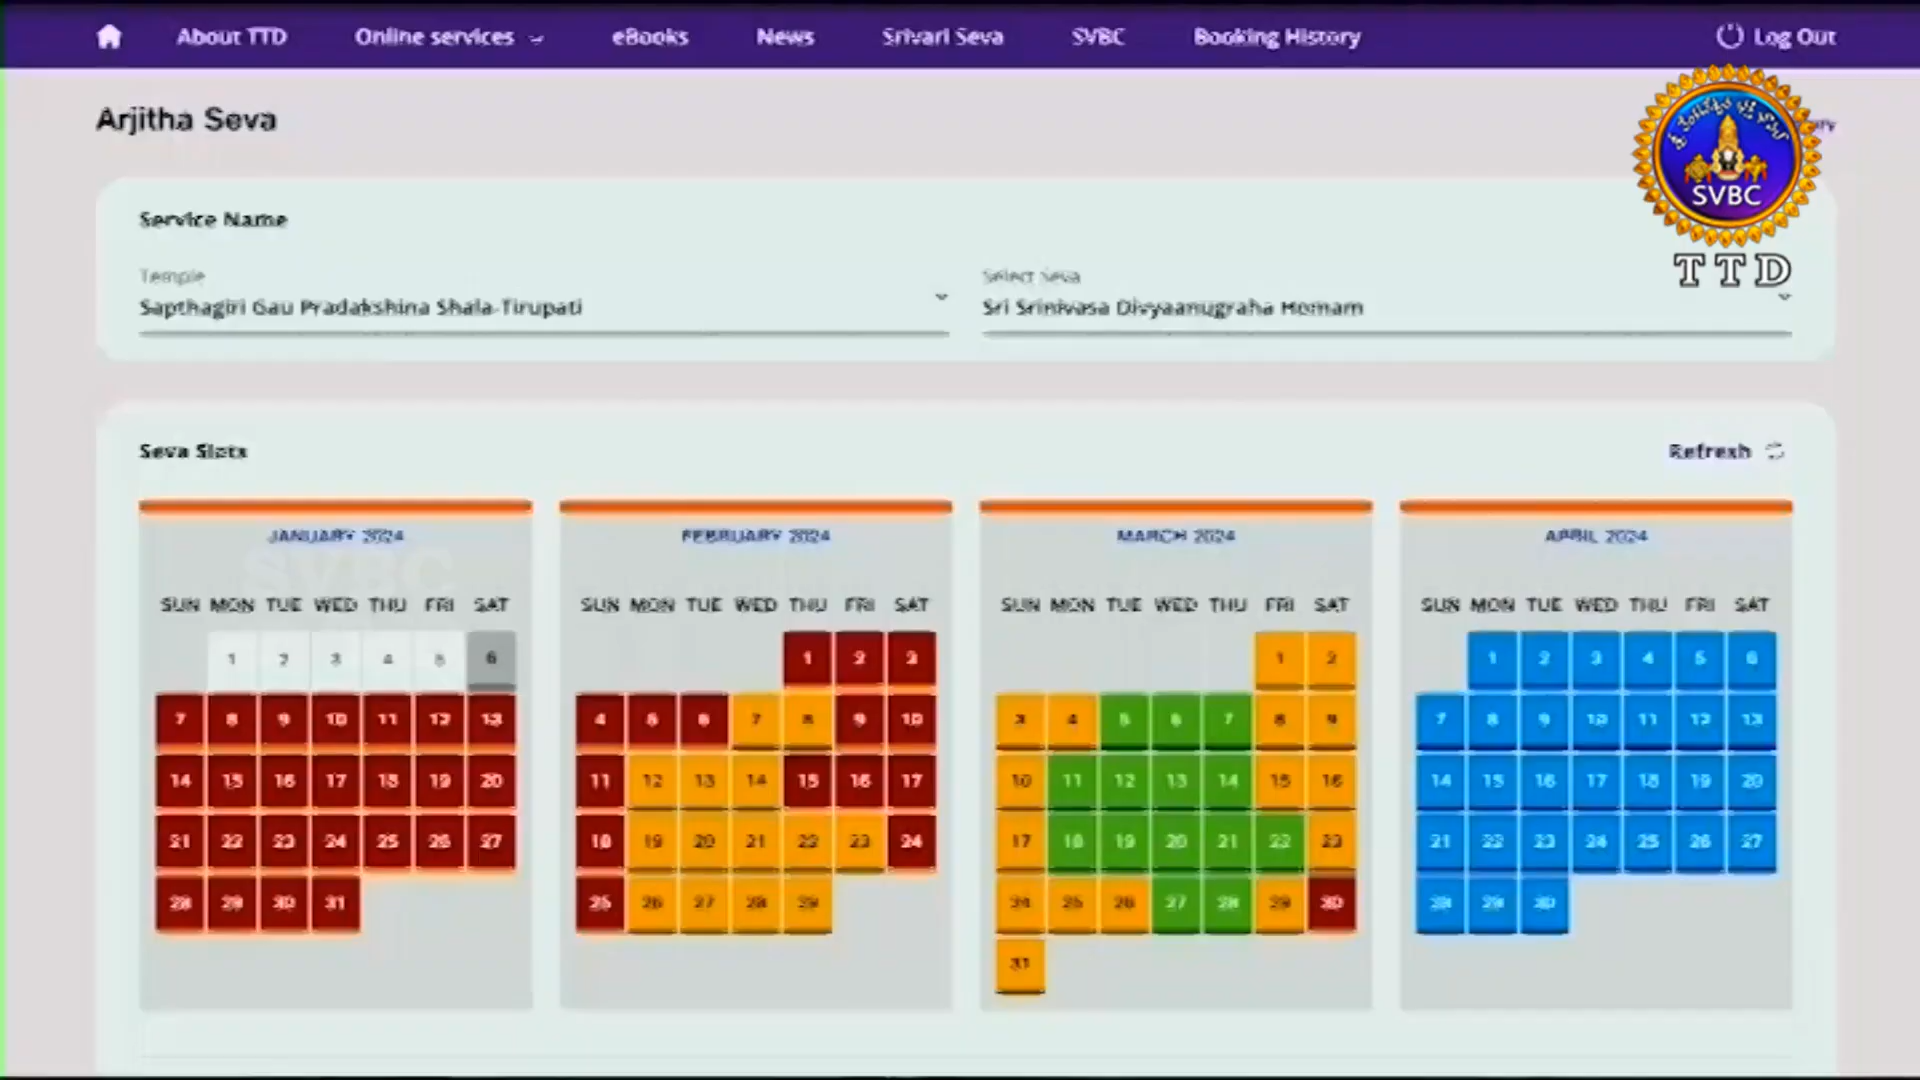 About TTD Online services eBooks News Srivari Seva SVBC Booking History Log Out
Arjitha Seva
SVBC
TTD
Service Name
Temple Select Seva
Sapthagiri Gau Pradakshina Shala-Tirupati Sri Srinivasa Divyaanugraha Homam
Seva Slots Refresh
JANUARY 2024 FEBRUARY 2024 MARCH 2024 APRIL 2024
SVBC
SUN MON TUE WED THU FRI SAT SUN MON TUE WED THU FRI SAT SUN MON TUE WED THU FRI SAT SUN MON TUE WED THU FRI SAT
1 2 3 4 5 6 1 2 3 1 2 1 2 3 4 5 6
7 8 9 10 11 12 13 4 5 6 7 8 9 10 3 4 5 6 7 8 9 7 8 9 10 11 12 13
14 15 16 17 18 19 20 11 12 13 14 15 16 17 10 11 12 13 14 15 16 14 15 16 17 18 19 20
21 22 23 24 25 26 27 18 19 20 21 22 23 24 17 18 19 20 21 22 23 21 22 23 24 25 26 27
28 29 30 31 25 26 27 28 29 24 25 26 27 28 29 30 28 29 30
31